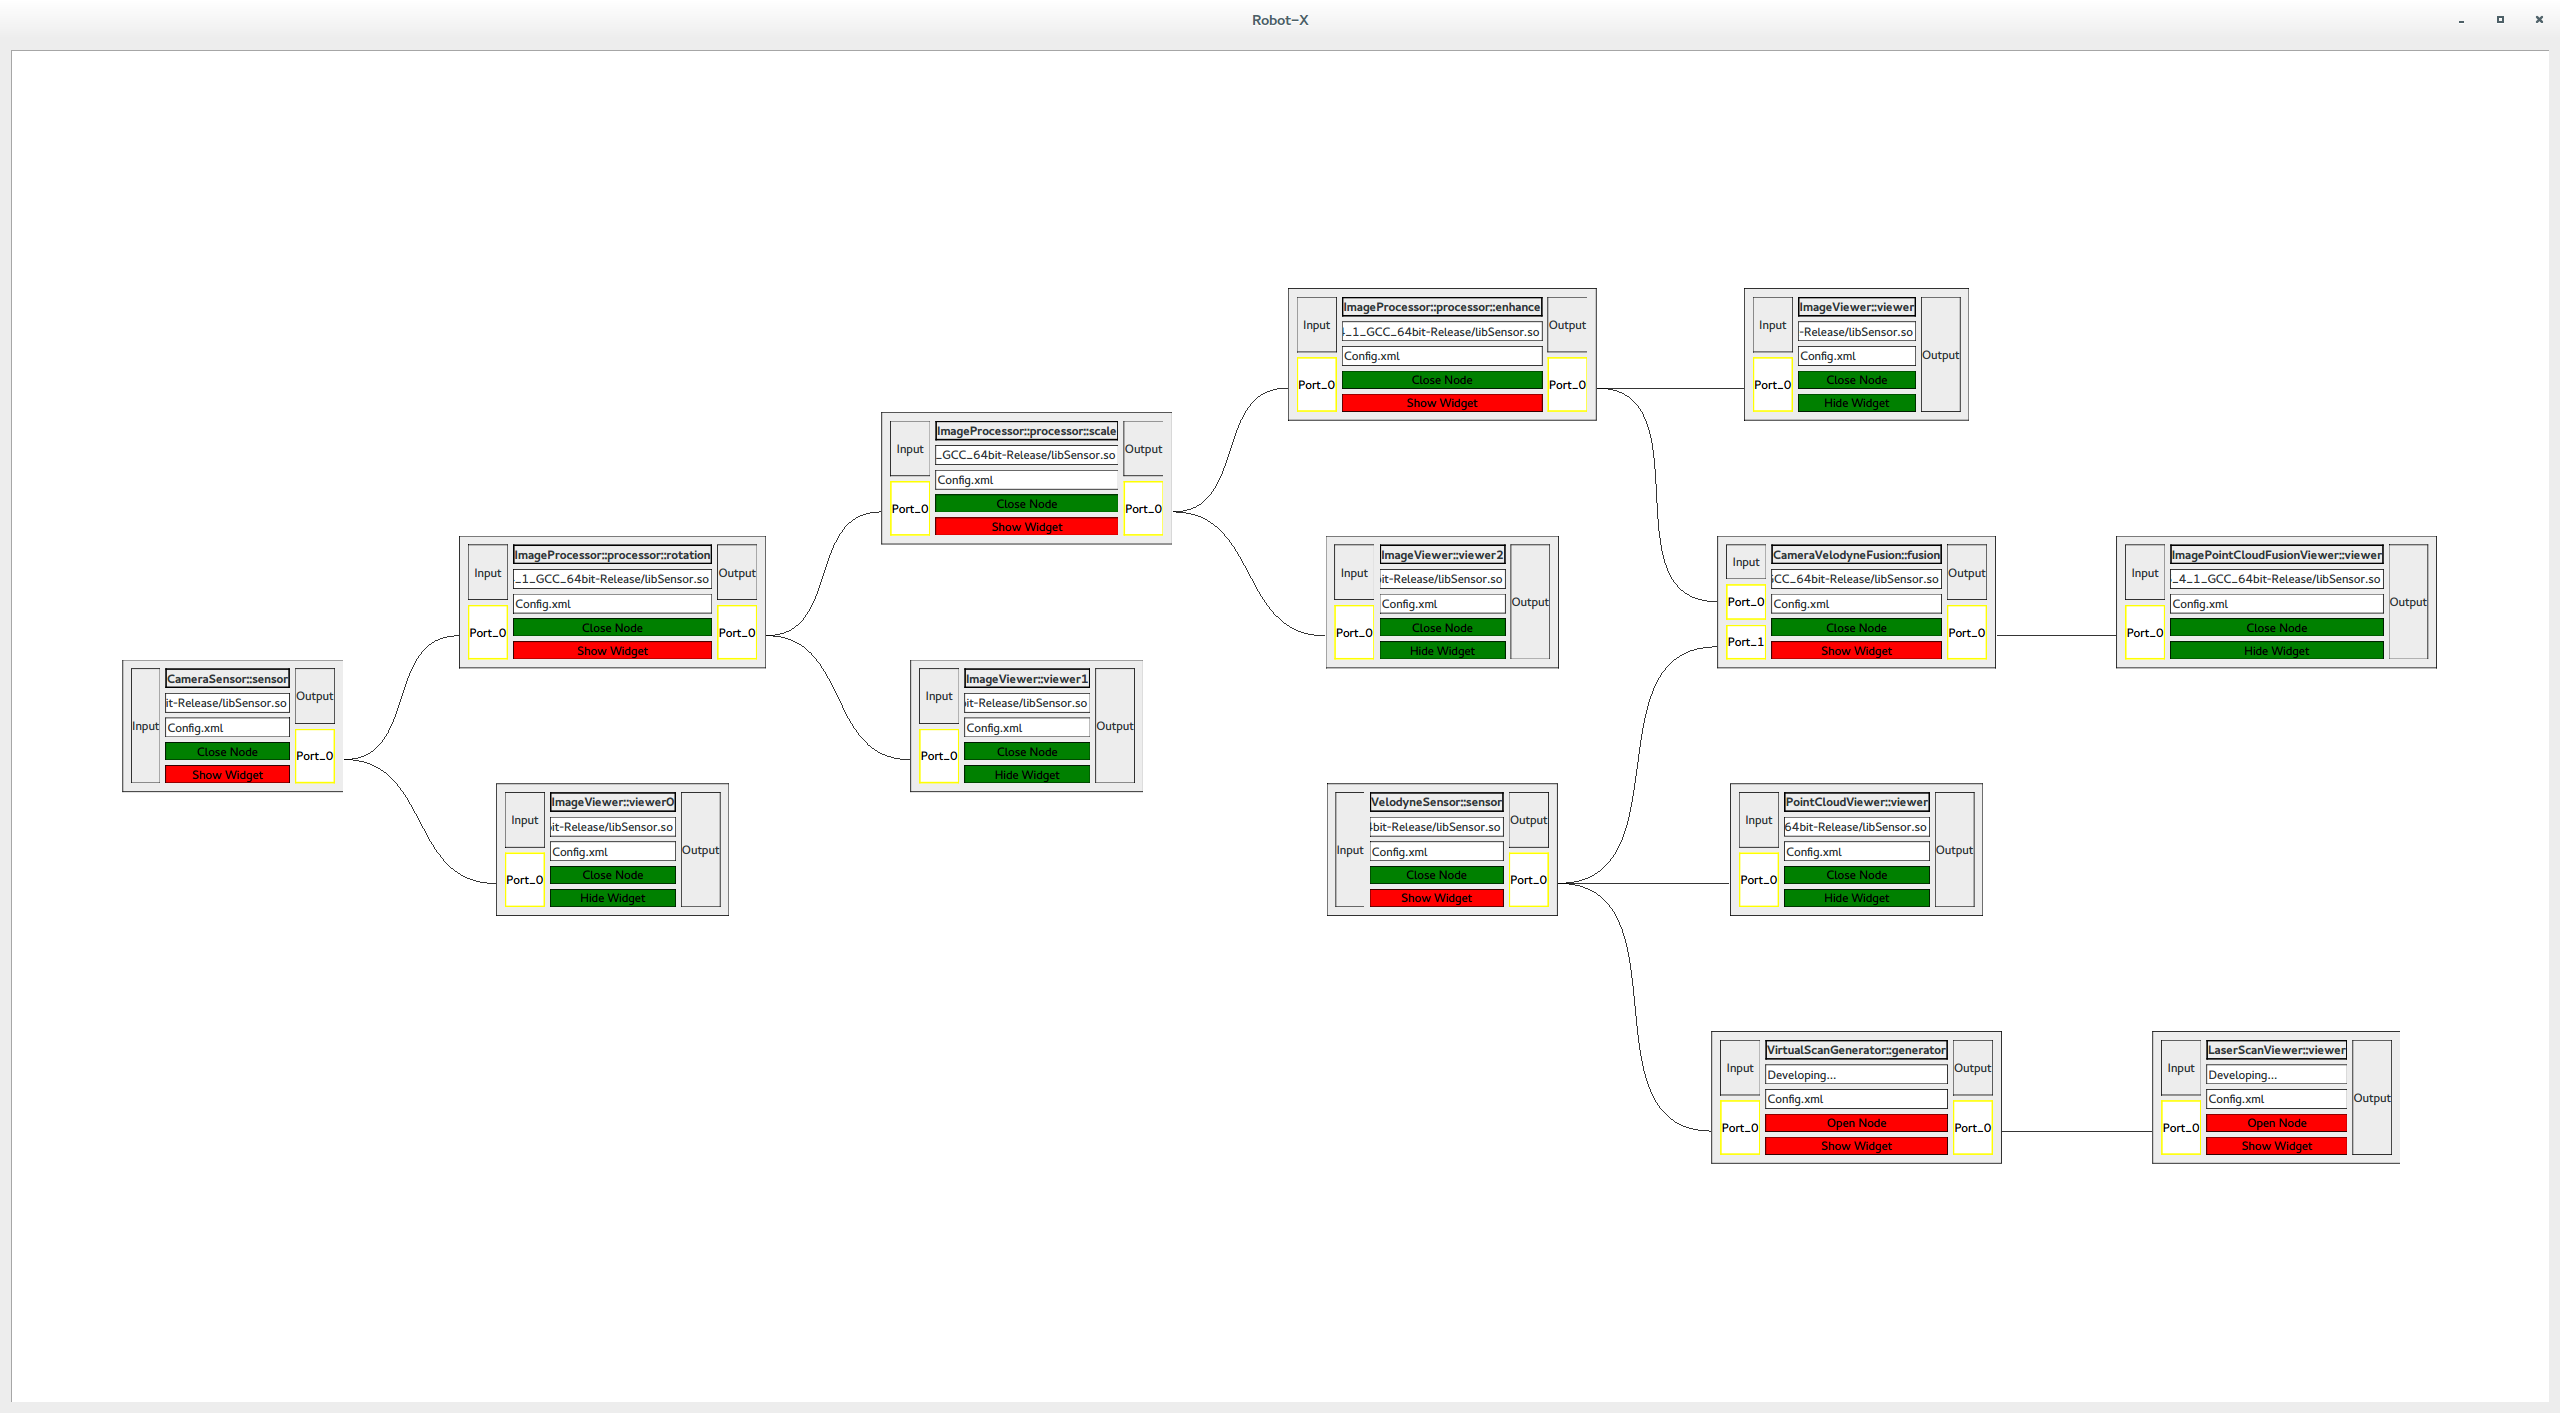 Robot-X
Input
ImageProcessor::processor::enhance
_1_GCC_64bit-Release/libSensor.so
Config.xml
Close Node
Show Widget
Output
Port_0
Port_0
Input
ImageViewer::viewer
-Release/libSensor.so
Config.xml
Close Node
Hide Widget
Output
Port_0
Input
ImageProcessor::processor::scale
_GCC_64bit-Release/libSensor.so
Config.xml
Close Node
Show Widget
Output
Port_0
Port_0
Input
ImageProcessor::processor::rotation
_1_GCC_64bit-Release/libSensor.so
Config.xml
Close Node
Show Widget
Output
Port_0
Port_0
Input
ImageViewer::viewer2
it-Release/libSensor.so
Config.xml
Close Node
Hide Widget
Output
Port_0
Input
CameraVelodyneFusion::fusion
GCC_64bit-Release/libSensor.so
Config.xml
Close Node
Show Widget
Output
Port_0
Port_1
Port_0
Input
ImagePointCloudFusionViewer::viewer
_4_1_GCC_64bit-Release/libSensor.so
Config.xml
Close Node
Hide Widget
Output
Port_0
Input
CameraSensor::sensor
it-Release/libSensor.so
Config.xml
Close Node
Show Widget
Output
Port_0
Input
ImageViewer::viewer1
it-Release/libSensor.so
Config.xml
Close Node
Hide Widget
Output
Port_0
Input
ImageViewer::viewer0
it-Release/libSensor.so
Config.xml
Close Node
Hide Widget
Output
Port_0
Input
VelodyneSensor::sensor
bit-Release/libSensor.so
Config.xml
Close Node
Show Widget
Output
Port_0
Input
PointCloudViewer::viewer
64bit-Release/libSensor.so
Config.xml
Close Node
Hide Widget
Output
Port_0
Input
VirtualScanGenerator::generator
Developing...
Config.xml
Open Node
Show Widget
Output
Port_0
Port_0
Input
LaserScanViewer::viewer
Developing...
Config.xml
Open Node
Show Widget
Output
Port_0